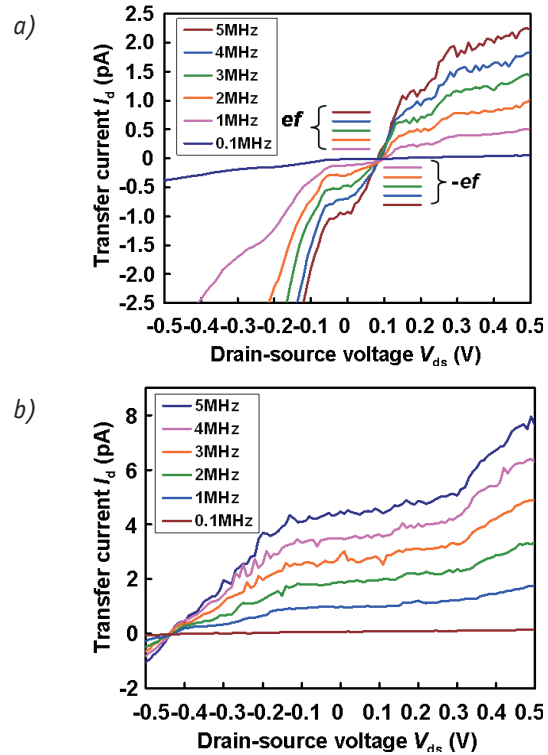 a)
2.5
2.0
1.5
1.0
0.5
0
-0.5
-1.0
-1.5
-2.0
2.5
Transfer current Id (pA)
5MHz
4MHz
3MHz
2MHz
1MHz
0.1MHz
ef
-ef
-0.5 -0.4 -0.3 -0.2 -0.1 0 0.1 0.2 0.3 0.4 0.5
Drain-source voltage Vds (V)
b)
8
6
4
2
0
-2
Transfer current Id (pA)
5MHz
4MHz
3MHz
2MHz
1MHz
0.1MHz
-0.5-0.4-0.3-0.2-0.1 0 0.1 0.2 0.3 0.4 0.5
Drain-source voltage Vds (V)